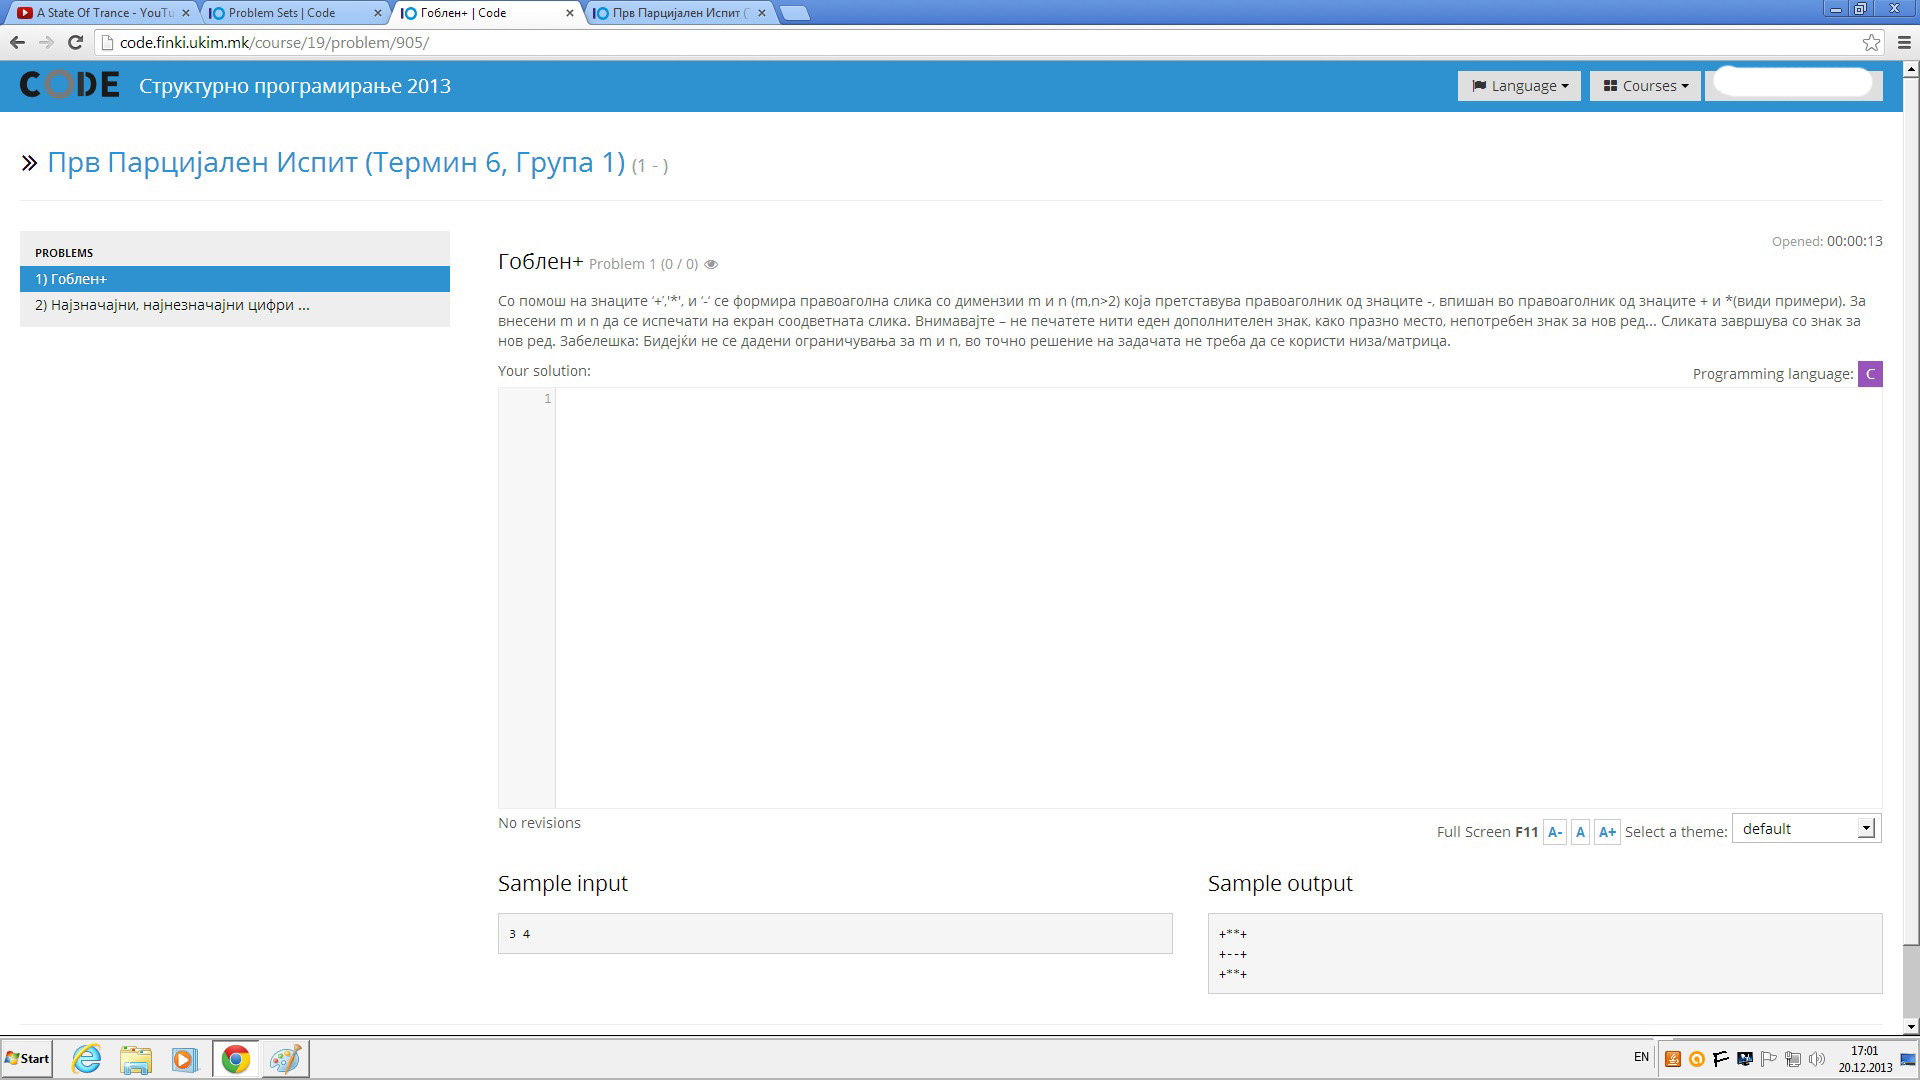 A State Of Trance - YouTu
Problem Sets | Code
Гоблен+ | Code
Прв Парцијален Испит (
code.finki.ukim.mk/course/19/problem/905/
CODE Структурно програмирање 2013
Language
Courses
Прв Парцијален Испит (Термин 6, Група 1) (1 - )
PROBLEMS
1) Гоблен+
2) Најзначајни, најнезначајни цифри ...
Opened: 00:00:13
Гоблен+ Problem 1 (0 / 0)
Со помош на знаците ‘+’,'*', и ‘-‘ се формира правоаголна слика со димензии m и n (m,n>2) која претставува правоаголник од знаците -, впишан во правоаголник од знаците + и *(види примери). За
внесени m и n да се испечати на екран соодветната слика. Внимавајте – не печатете нити еден дополнителен знак, како празно место, непотребен знак за нов ред... Сликата завршува со знак за
нов ред. Забелешка: Бидејќи не се дадени ограничувања за m и n, во точно решение на задачата не треба да се користи низа/матрица.
Your solution:
Programming language: C
1
No revisions
Full Screen F11 A- A A+ Select a theme: default
Sample input
3 4
Sample output
+**+
+--+
+**+
Start
EN
17:01
20.12.2013